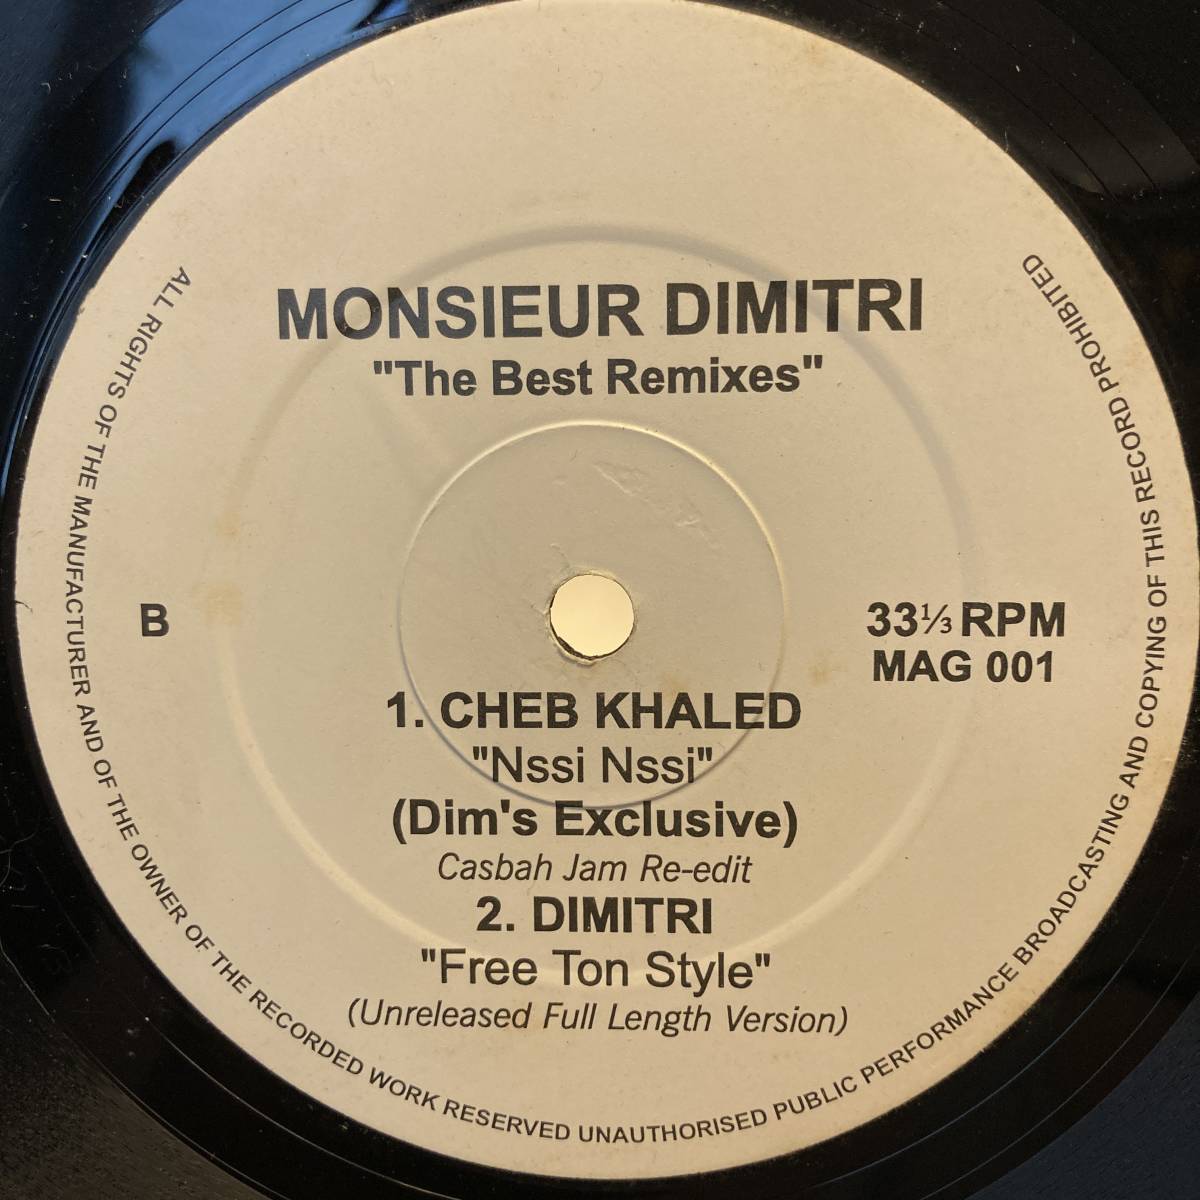 MONSIEUR DIMITRI
"The Best Remixes"
B
33⅓ RPM
MAG 001
1. CHEB KHALED
"Nssi Nssi"
(Dim's Exclusive)
Casbah Jam Re-edit
2. DIMITRI
"Free Ton Style"
(Unreleased Full Length Version)
ALL RIGHTS OF THE MANUFACTURER AND OF THE OWNER OF THE RECORDED WORK RESERVED UNAUTHORISED PUBLIC PERFORMANCE BROADCASTING AND COPYING OF THIS RECORD PROHIBITED